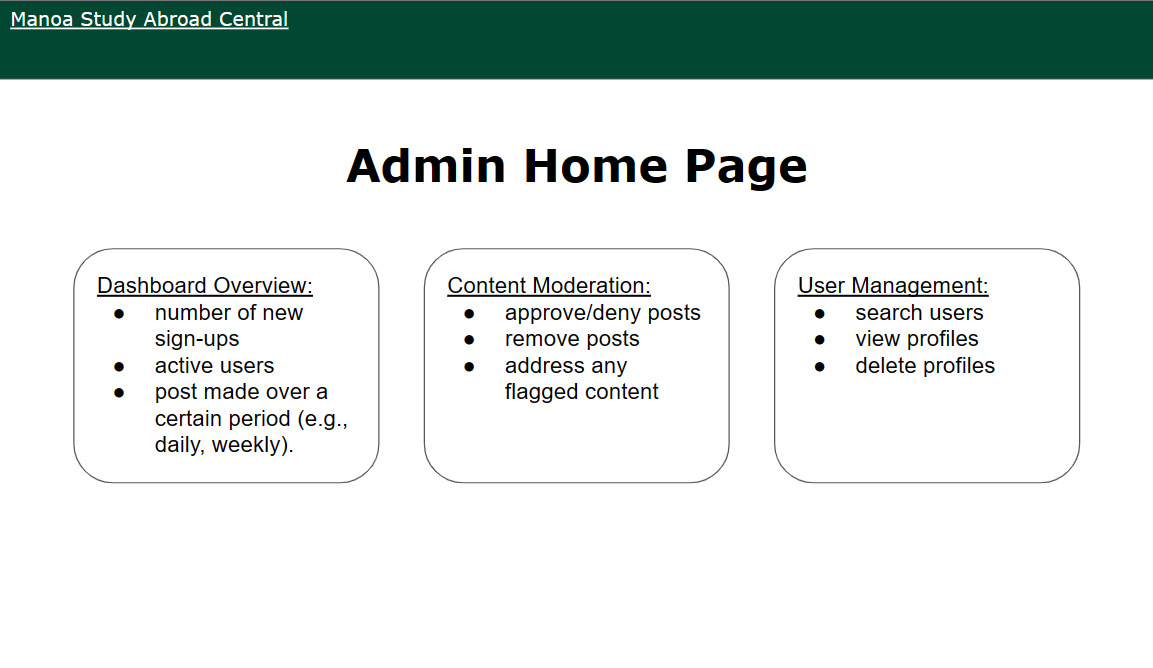 Manoa Study Abroad Central
Admin Home Page
Dashboard Overview:
● number of new
sign-ups
● active users
● post made over a
certain period (e.g.,
daily, weekly).
Content Moderation:
● approve/deny posts
● remove posts
● address any
flagged content
User Management:
● search users
● view profiles
● delete profiles